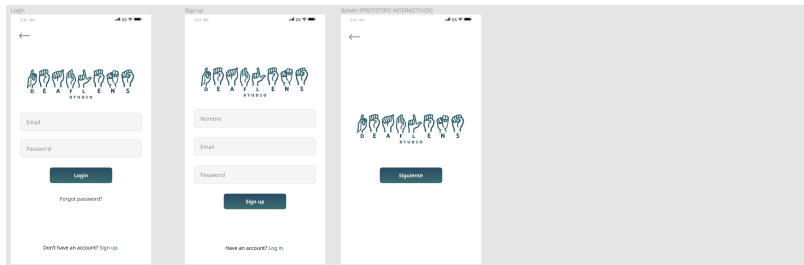 Login
Sign up
Splash (PROTOTIPO INTERACTIVO!!)
D E A F L E N S
STUDIO
Email
Password
Login
Forgot password?
Don't have an account? Sign up.
D E A F L E N S
STUDIO
Nombre
Email
Password
Sign up
Have an account? Log in.
D E A F L E N S
STUDIO
Siguiente